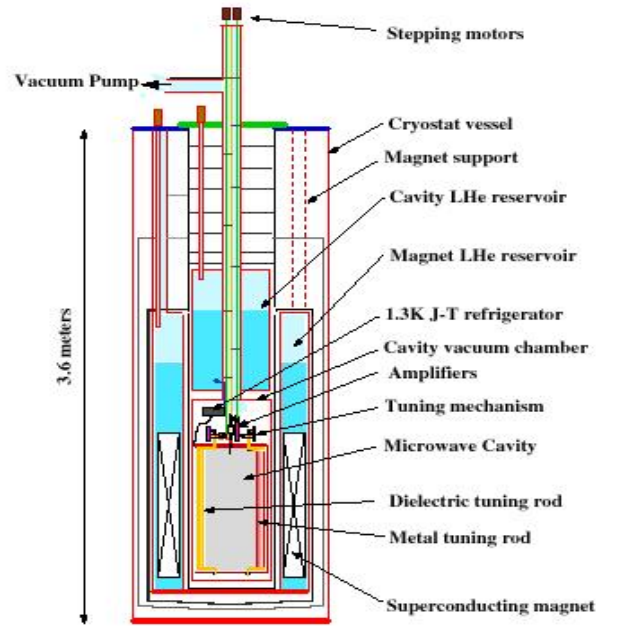 Stepping motors
Vacuum Pump
Cryostat vessel
Magnet support
Cavity LHe reservoir
Magnet LHe reservoir
1.3K J-T refrigerator
Cavity vacuum chamber
Amplifiers
Tuning mechanism
Microwave Cavity
Dielectric tuning rod
Metal tuning rod
Superconducting magnet
3.6 meters